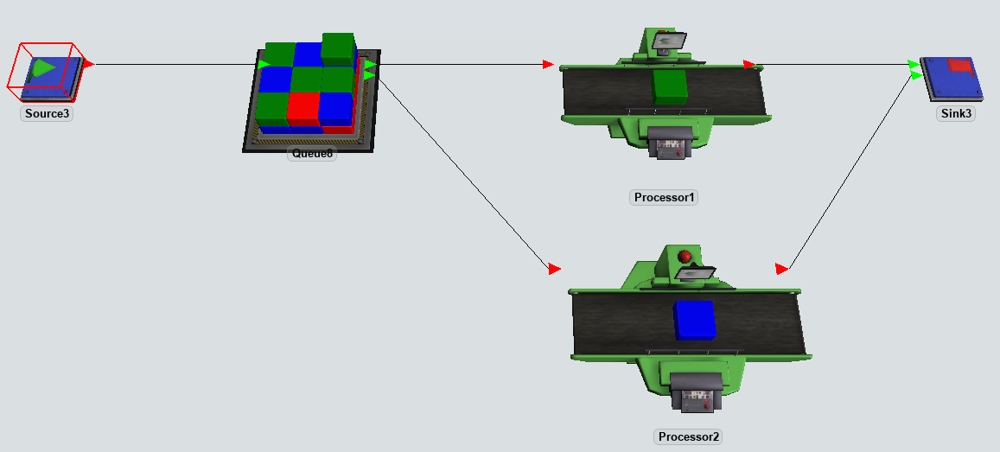 Source3
Queue8
Sink3
Processor1
Processor2